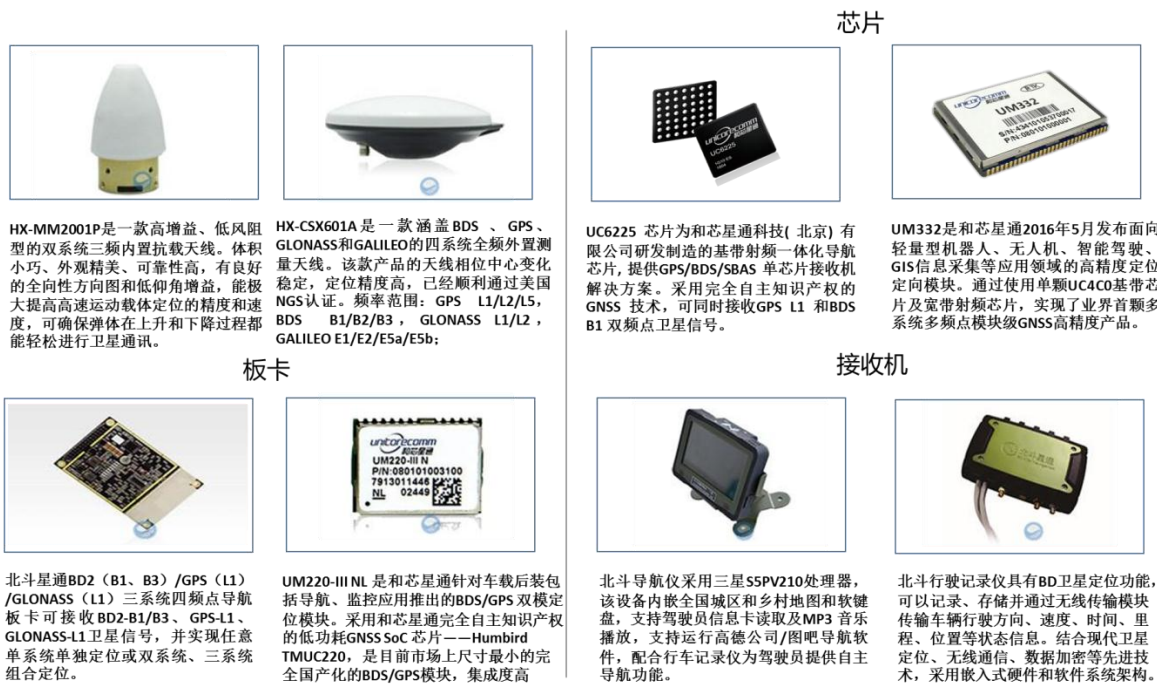 芯片
unicorecomm
UC6225
unicorecomm
和芯星通
UM332
S/N:434101053700017
P/N:080101000001
HX-MM2001P是一款高增益、低风阻
型的双系统三频内置抗载天线。体积
小巧、外观精美、可靠性高，有良好
的全向性方向图和低仰角增益，能极
大提高高速运动载体定位的精度和速
度，可确保弹体在上升和下降过程都
能轻松进行卫星通讯。
HX-CSX601A是一款涵盖BDS 、GPS、
GLONASS和GALILEO的四系统全频外置测
量天线。该款产品的天线相位中心变化
稳定，定位精度高，已经顺利通过美国
NGS认证。频率范围：GPS L1/L2/L5，
BDS B1/B2/B3，GLONASS L1/L2，
GALILEO E1/E2/E5a/E5b;
UC6225 芯片为和芯星通科技( 北京) 有
限公司研发制造的基带射频一体化导航
芯片, 提供GPS/BDS/SBAS 单芯片接收机
解决方案。采用完全自主知识产权的
GNSS 技术，可同时接收GPS L1 和BDS
B1 双频点卫星信号。
UM332是和芯星通2016年5月发布面向
轻量型机器人、无人机、智能驾驶、
GIS信息采集等应用领域的高精度定位
定向模块。通过使用单颗UC4C0基带芯
片及宽带射频芯片，实现了业界首颗多
系统多频点模块级GNSS高精度产品。
板卡
接收机
unicorecomm
和芯星通
UM220-III N
P/N:080101003100
7913011446
NL 02449
北斗星通BD2（B1、B3）/GPS（L1）
/GLONASS（L1）三系统四频点导航
板卡可接收BD2-B1/B3、GPS-L1、
GLONASS-L1卫星信号，并实现任意
单系统单独定位或双系统、三系统
组合定位。
UM220-III NL 是和芯星通针对车载后装包
括导航、监控应用推出的BDS/GPS 双模定
位模块。采用和芯星通完全自主知识产权
的低功耗GNSS SoC 芯片——Humbird
TMUC220，是目前市场上尺寸最小的完
全国产化的BDS/GPS模块，集成度高
北斗导航仪采用三星S5PV210处理器，
该设备内嵌全国城区和乡村地图和软键
盘，支持驾驶员信息卡读取及MP3 音乐
播放，支持运行高德公司/图吧导航软
件，配合行车记录仪为驾驶员提供自主
导航功能。
北斗行驶记录仪具有BD卫星定位功能，
可以记录、存储并通过无线传输模块
传输车辆行驶方向、速度、时间、里
程、位置等状态信息。结合现代卫星
定位、无线通信、数据加密等先进技
术，采用嵌入式硬件和软件系统架构。